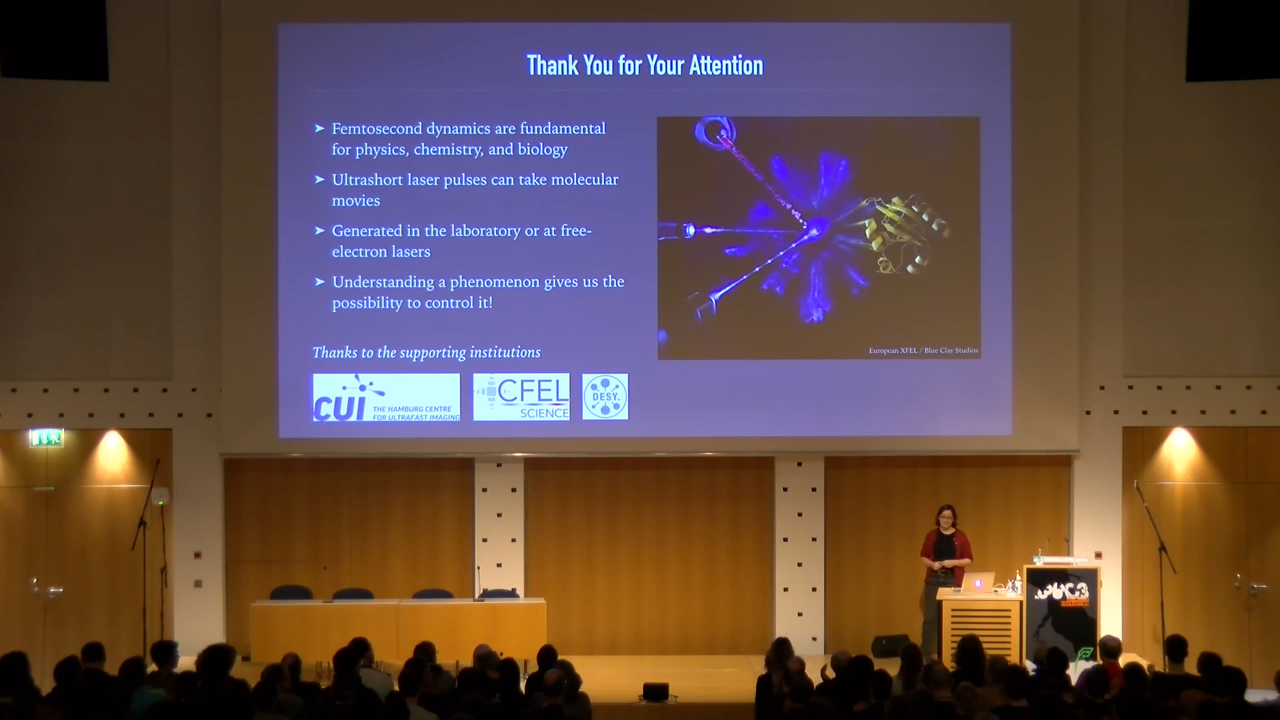 Thank You for Your Attention
➤ Femtosecond dynamics are fundamental
for physics, chemistry, and biology
➤ Ultrashort laser pulses can take molecular
movies
➤ Generated in the laboratory or at free-
electron lasers
➤ Understanding a phenomenon gives us the
possibility to control it!
European XFEL / Blue Clay Studios
Thanks to the supporting institutions
CUI THE HAMBURG CENTRE
FOR ULTRAFAST IMAGING
CFEL
SCIENCE
DESY.